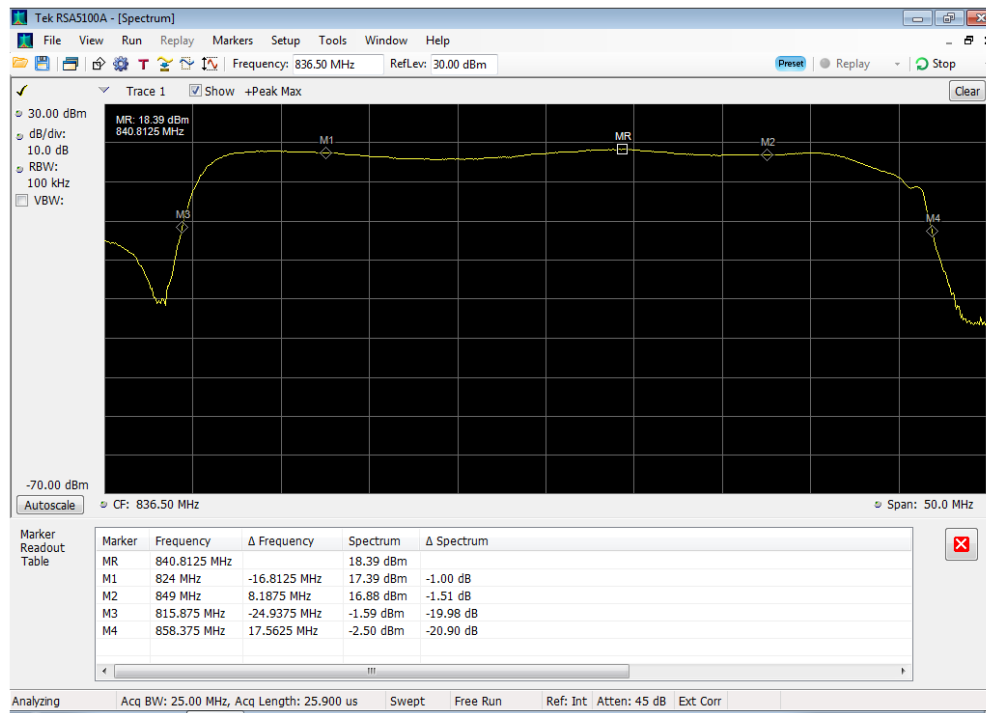 Tek RSA5100A - [Spectrum]
File View Run Replay Markers Setup Tools Window Help
T Frequency: 836.50 MHz RefLev: 30.00 dBm Preset Replay Stop
Trace 1 Show +Peak Max Clear
30.00 dBm
dB/div:
10.0 dB
RBW:
100 kHz
VBW:
MR: 18.39 dBm
840.8125 MHz
M1
MR
M2
M3
M4
-70.00 dBm
Autoscale CF: 836.50 MHz Span: 50.0 MHz
Marker
Readout
Table
Marker Frequency Δ Frequency Spectrum Δ Spectrum
MR 840.8125 MHz 18.39 dBm
M1 824 MHz -16.8125 MHz 17.39 dBm -1.00 dB
M2 849 MHz 8.1875 MHz 16.88 dBm -1.51 dB
M3 815.875 MHz -24.9375 MHz -1.59 dBm -19.98 dB
M4 858.375 MHz 17.5625 MHz -2.50 dBm -20.90 dB
Analyzing Acq BW: 25.00 MHz, Acq Length: 25.900 us Swept Free Run Ref: Int Atten: 45 dB Ext Corr